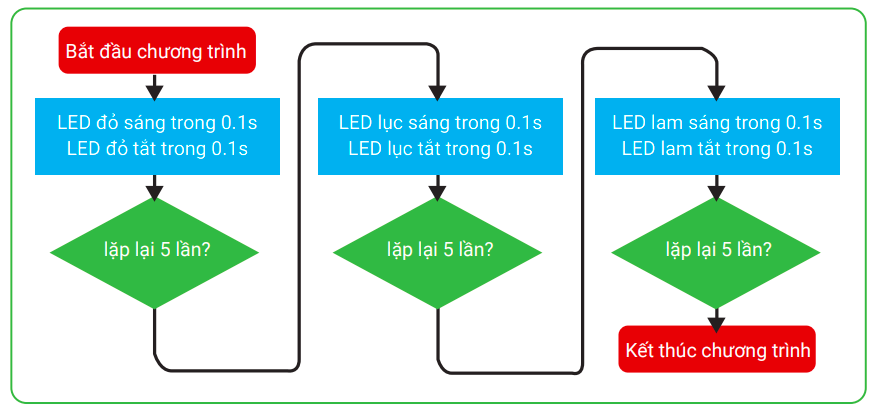 Bắt đầu chương trình
LED đỏ sáng trong 0.1s
LED đỏ tắt trong 0.1s
lặp lại 5 lần?
LED lục sáng trong 0.1s
LED lục tắt trong 0.1s
lặp lại 5 lần?
LED lam sáng trong 0.1s
LED lam tắt trong 0.1s
lặp lại 5 lần?
Kết thúc chương trình